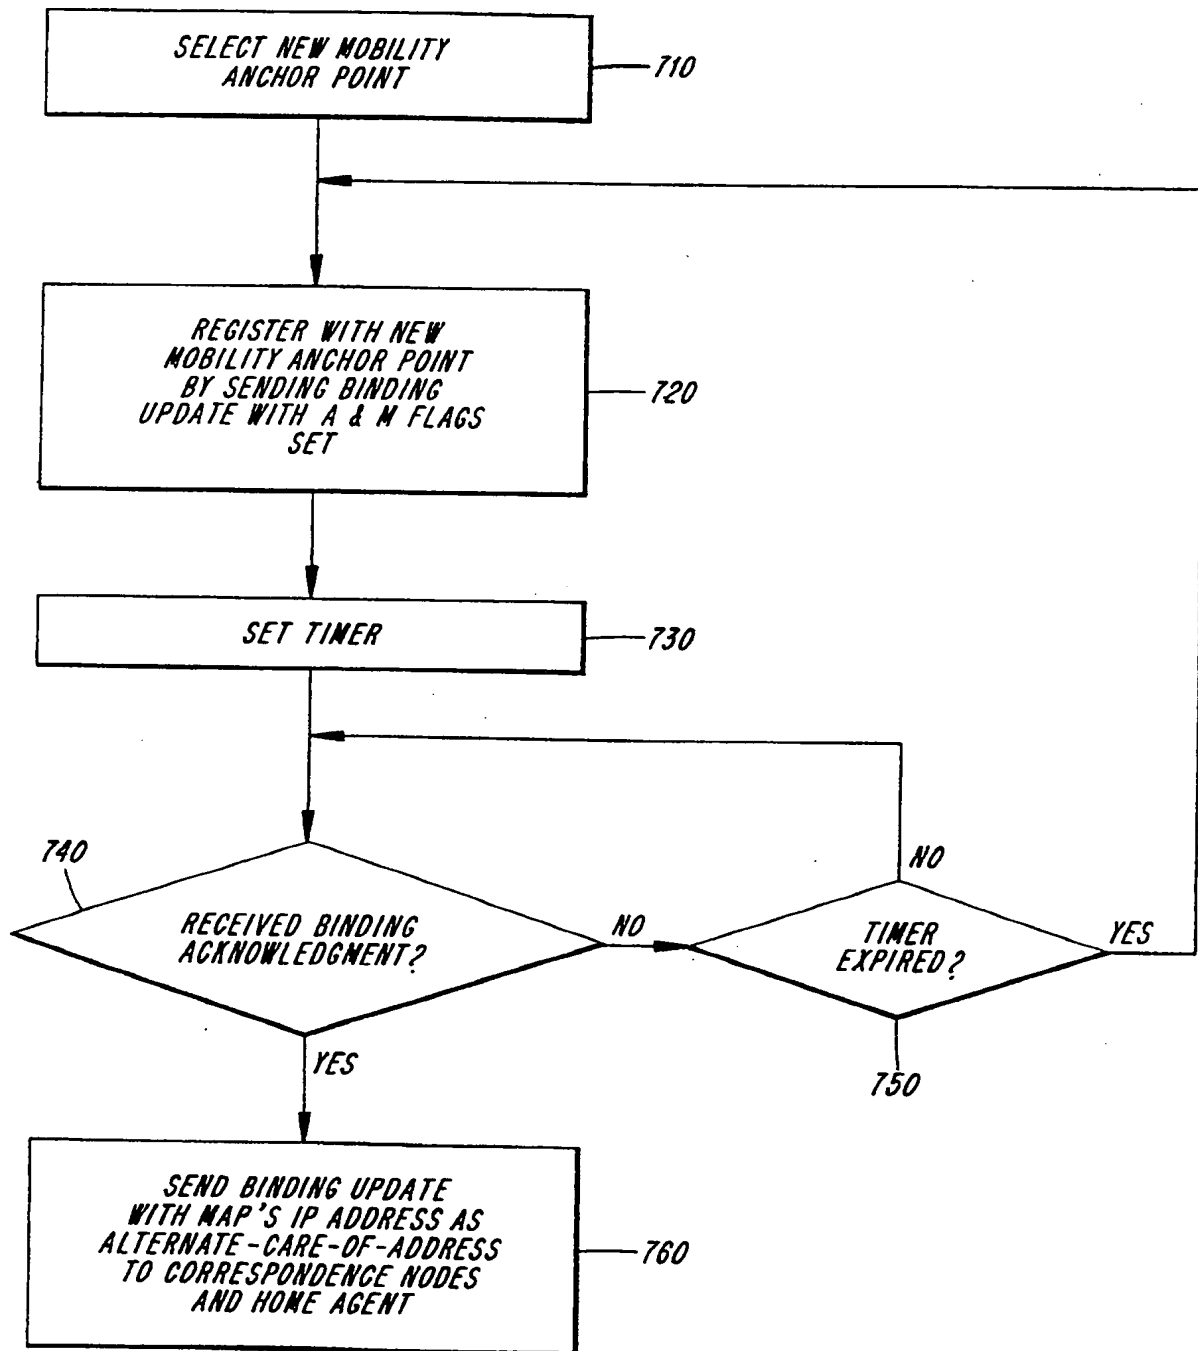 SELECT NEW MOBILITY
ANCHOR POINT
710
REGISTER WITH NEW
MOBILITY ANCHOR POINT
BY SENDING BINDING
UPDATE WITH A & M FLAGS
SET
720
SET TIMER
730
740
RECEIVED BINDING
ACKNOWLEDGMENT?
NO
YES
TIMER
EXPIRED?
NO
YES
750
SEND BINDING UPDATE
WITH MAP'S IP ADDRESS AS
ALTERNATE-CARE-OF-ADDRESS
TO CORRESPONDENCE NODES
AND HOME AGENT
760